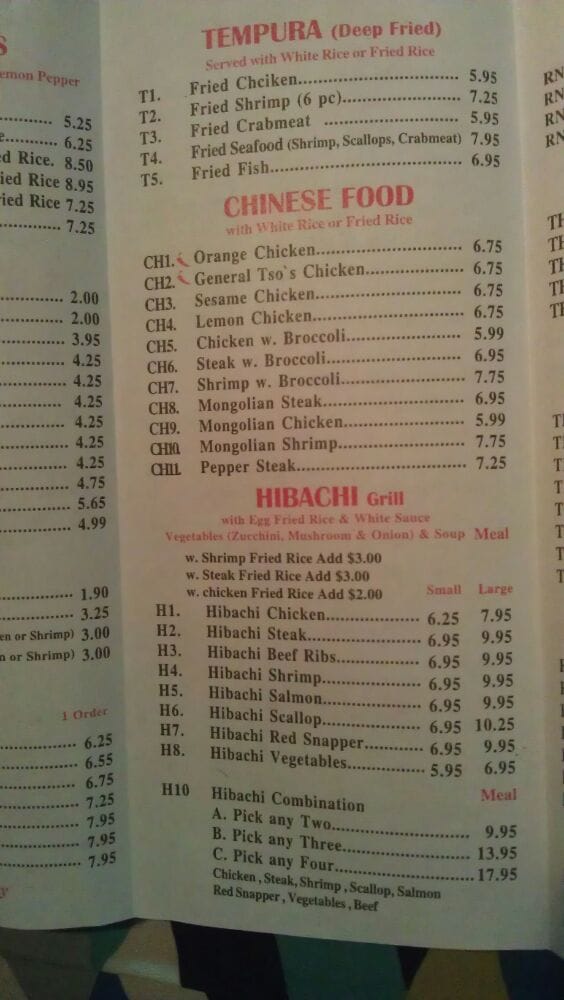 S
emon Pepper
5.25
e 6.25
ed Rice. 8.50
ied Rice 8.95
ied Rice 7.25
7.25
2.00
2.00
3.95
4.25
4.25
4.25
4.25
4.25
4.25
4.75
5.65
4.99
1.90
3.25
en or Shrimp) 3.00
n or Shrimp) 3.00
1 Order
6.25
6.55
6.75
7.25
7.95
7.95
7.95
y
TEMPURA (Deep Fried)
Served with White Rice or Fried Rice
T1. Fried Chciken 5.95
T2. Fried Shrimp (6 pc) 7.25
T3. Fried Crabmeat 5.95
T4. Fried Seafood (Shrimp, Scallops, Crabmeat) 7.95
T5. Fried Fish 6.95
CHINESE FOOD
with White Rice or Fried Rice
CH1. Orange Chicken 6.75
CH2. General Tso's Chicken 6.75
CH3. Sesame Chicken 6.75
CH4. Lemon Chicken 6.75
CH5. Chicken w. Broccoli 5.99
CH6. Steak w. Broccoli 6.95
CH7. Shrimp w. Broccoli 7.75
CH8. Mongolian Steak 6.95
CH9. Mongolian Chicken 5.99
CH10. Mongolian Shrimp 7.75
CH11. Pepper Steak 7.25
HIBACHI Grill
with Egg Fried Rice & White Sauce
Vegetables (Zucchini, Mushroom & Onion) & Soup Meal
w. Shrimp Fried Rice Add $3.00
w. Steak Fried Rice Add $3.00
w. chicken Fried Rice Add $2.00
Small Large
H1. Hibachi Chicken 6.25 7.95
H2. Hibachi Steak 6.95 9.95
H3. Hibachi Beef Ribs 6.95 9.95
H4. Hibachi Shrimp 6.95 9.95
H5. Hibachi Salmon 6.95 9.95
H6. Hibachi Scallop 6.95 10.25
H7. Hibachi Red Snapper 6.95 9.95
H8. Hibachi Vegetables 5.95 6.95
H10 Hibachi Combination Meal
A. Pick any Two 9.95
B. Pick any Three 13.95
C. Pick any Four 17.95
Chicken , Steak, Shrimp , Scallop, Salmon
Red Snapper , Vegetables , Beef
RN
RN
RN
RN
TH
TH
TH
TH
TH